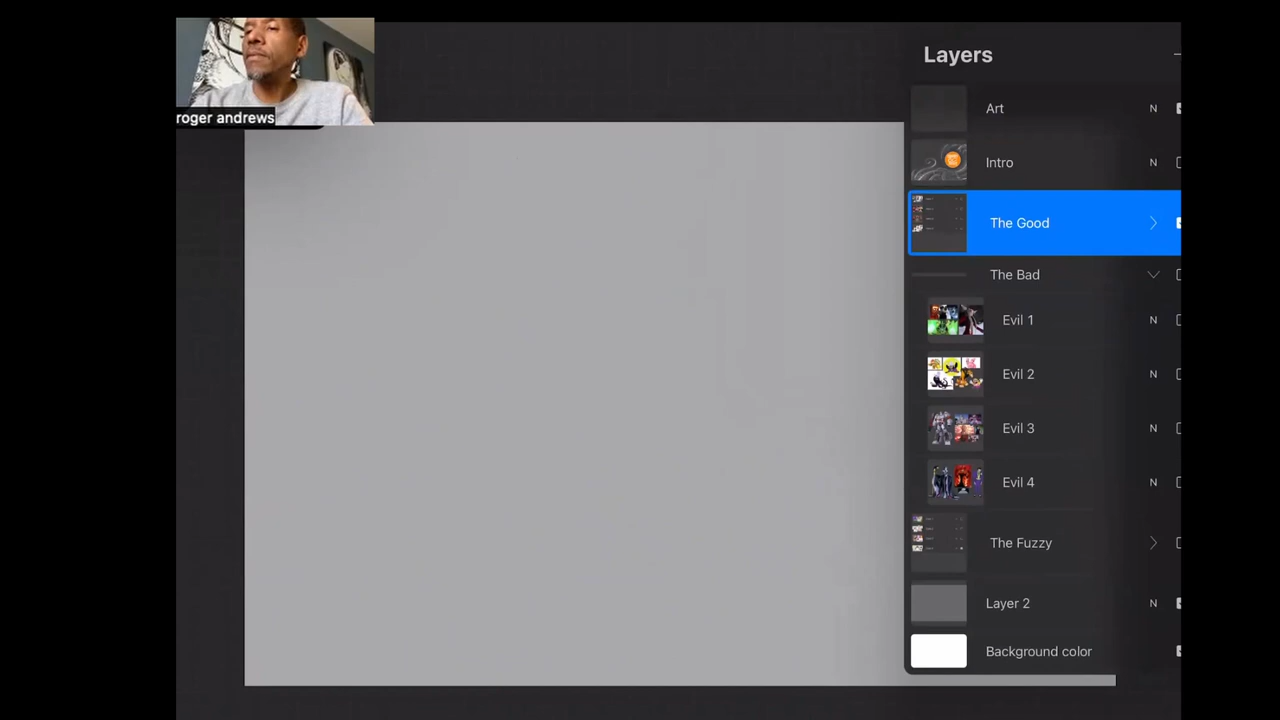 roger andrews
Layers
Art N
Intro N
The Good
The Bad
Evil 1 N
Evil 2 N
Evil 3 N
Evil 4 N
The Fuzzy
Layer 2 N
Background color